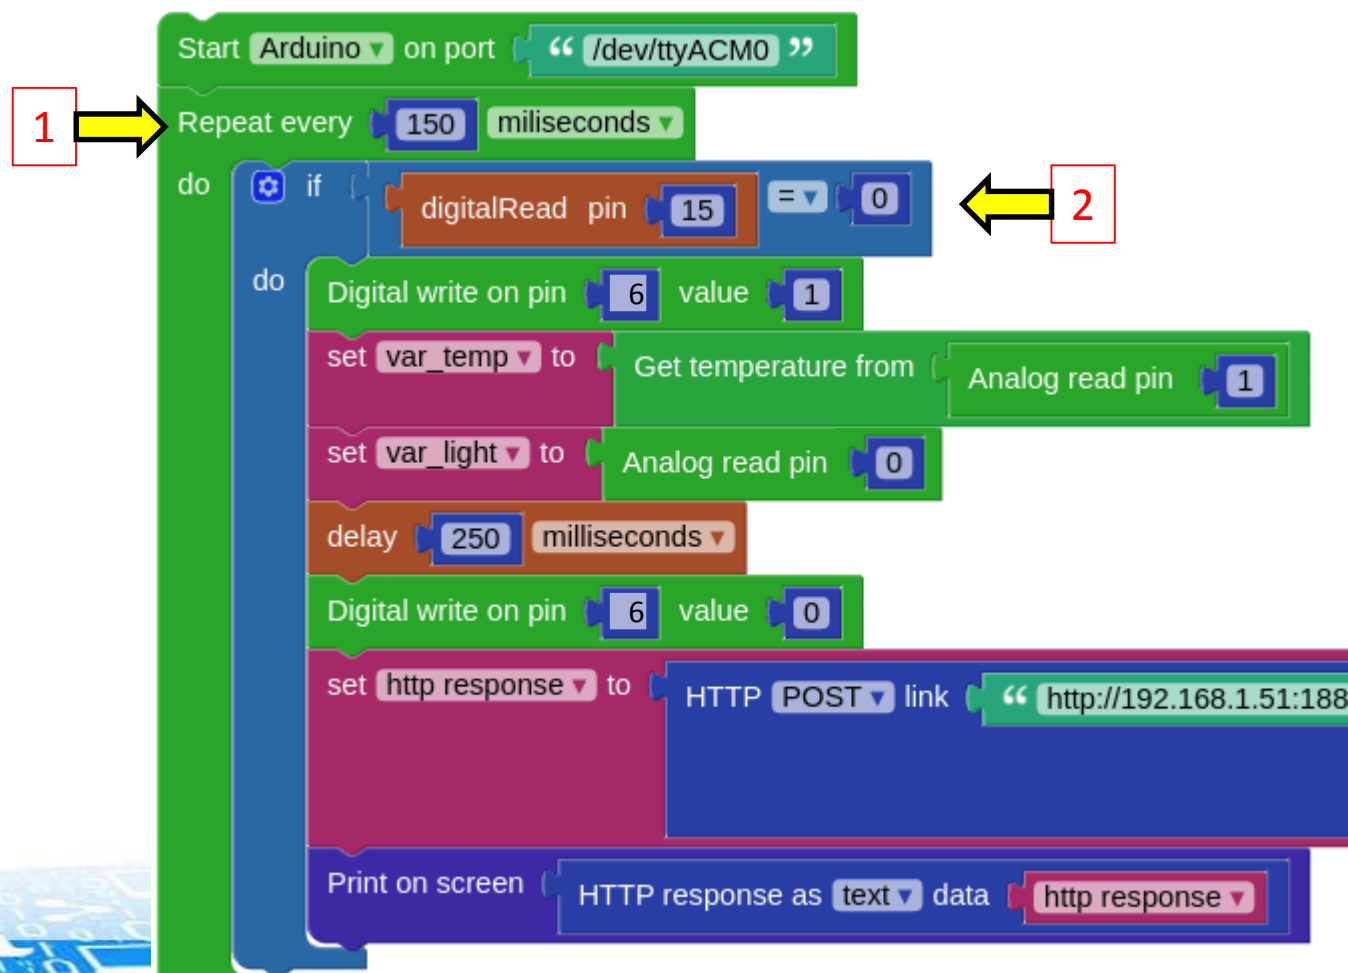 Start Arduino on port “ /dev/ttyACM0 ”
1 Repeat every 150 miliseconds
do if digitalRead pin 15 = 0 2
do Digital write on pin 6 value 1
set var_temp to Get temperature from Analog read pin 1
set var_light to Analog read pin 0
delay 250 milliseconds
Digital write on pin 6 value 0
set http response to HTTP POST link “ http://192.168.1.51:188
Print on screen HTTP response as text data http response